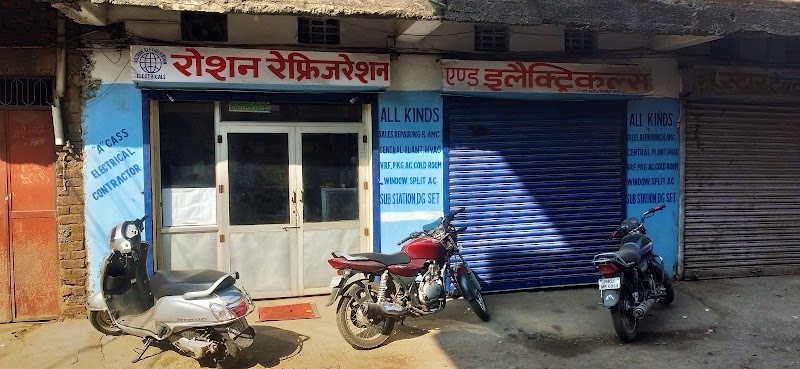 रोशन रेफ्रिजरेशन
ELECTRICALS
एण्ड इलैक्ट्रिकल्स
A" CASS
ELECTRICAL
CONTRACTOR
ALL KINDS
SALES, REPAIRING & AMC
CENTRAL PLANT, HVAC
VRF, PKG AC, COLD ROOM
WINDOW, SPLIT AC
SUB STATION, DG SET
ALL KINDS
SALES, REPAIRING & AMC
CENTRAL PLANT, HVAC
VRF, PKG AC, COLD ROOM
WINDOW, SPLIT AC
SUB STATION, DG SET